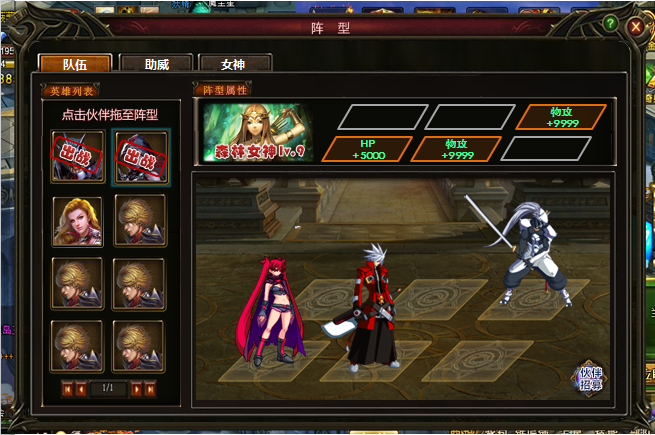 阵 型
队伍 助威 女神
英雄列表
阵型属性
点击伙伴拖至阵型
出战
出战
森林女神lv.9
物攻
+9999
HP
+5000
物攻
+9999
1/1
伙伴
招募